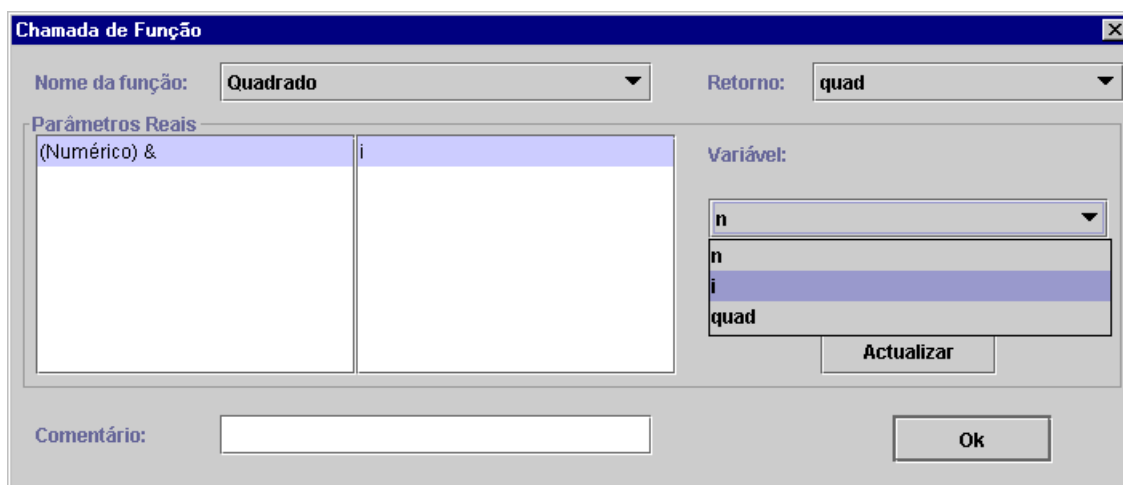 Chamada de Função
Nome da função: Quadrado Retorno: quad
Parâmetros Reais
(Numérico) & i Variável:
n
n
i
quad
Actualizar
Comentário: Ok